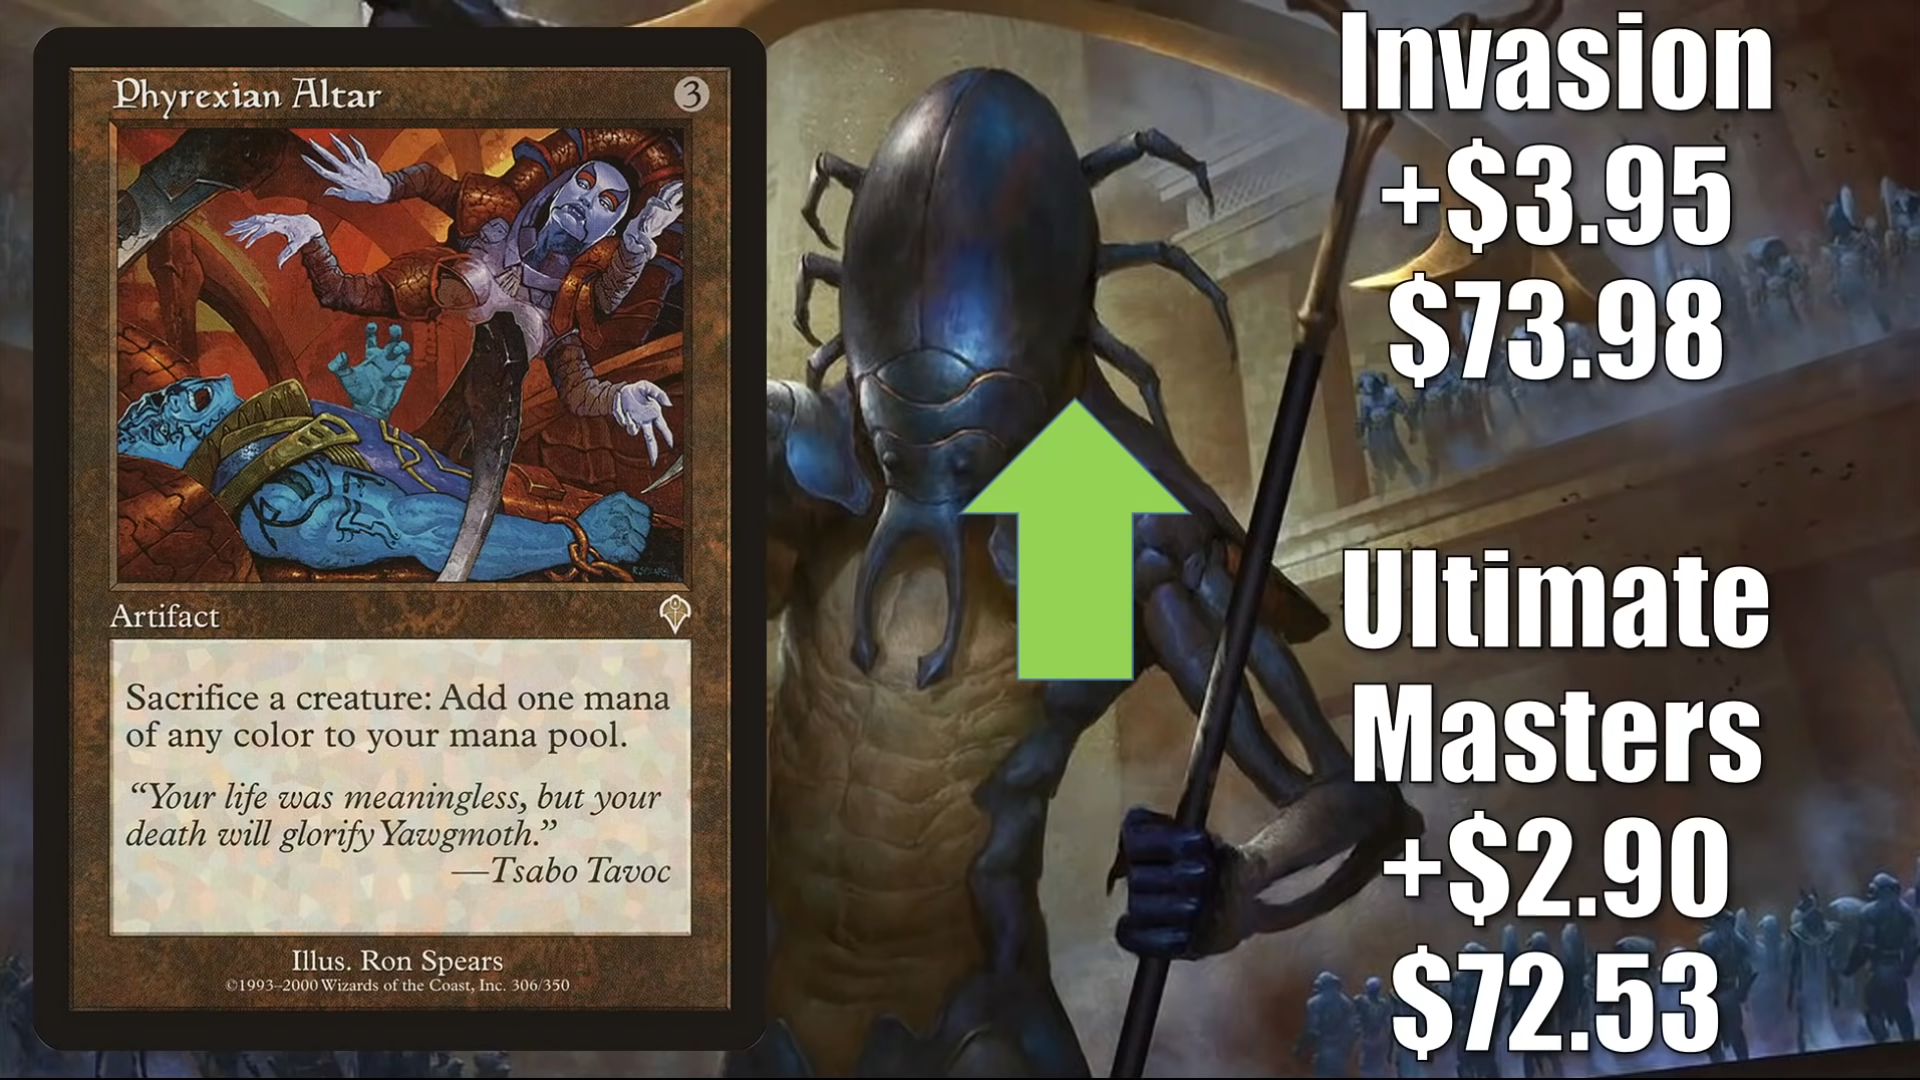 Phyrexian Altar
3
Artifact
Sacrifice a creature: Add one mana
of any color to your mana pool.
“Your life was meaningless, but your
death will glorify Yawgmoth.”
—Tsabo Tavoc
Illus. Ron Spears
©1993–2000 Wizards of the Coast, Inc. 306/350
Invasion
+$3.95
$73.98
Ultimate
Masters
+$2.90
$72.53